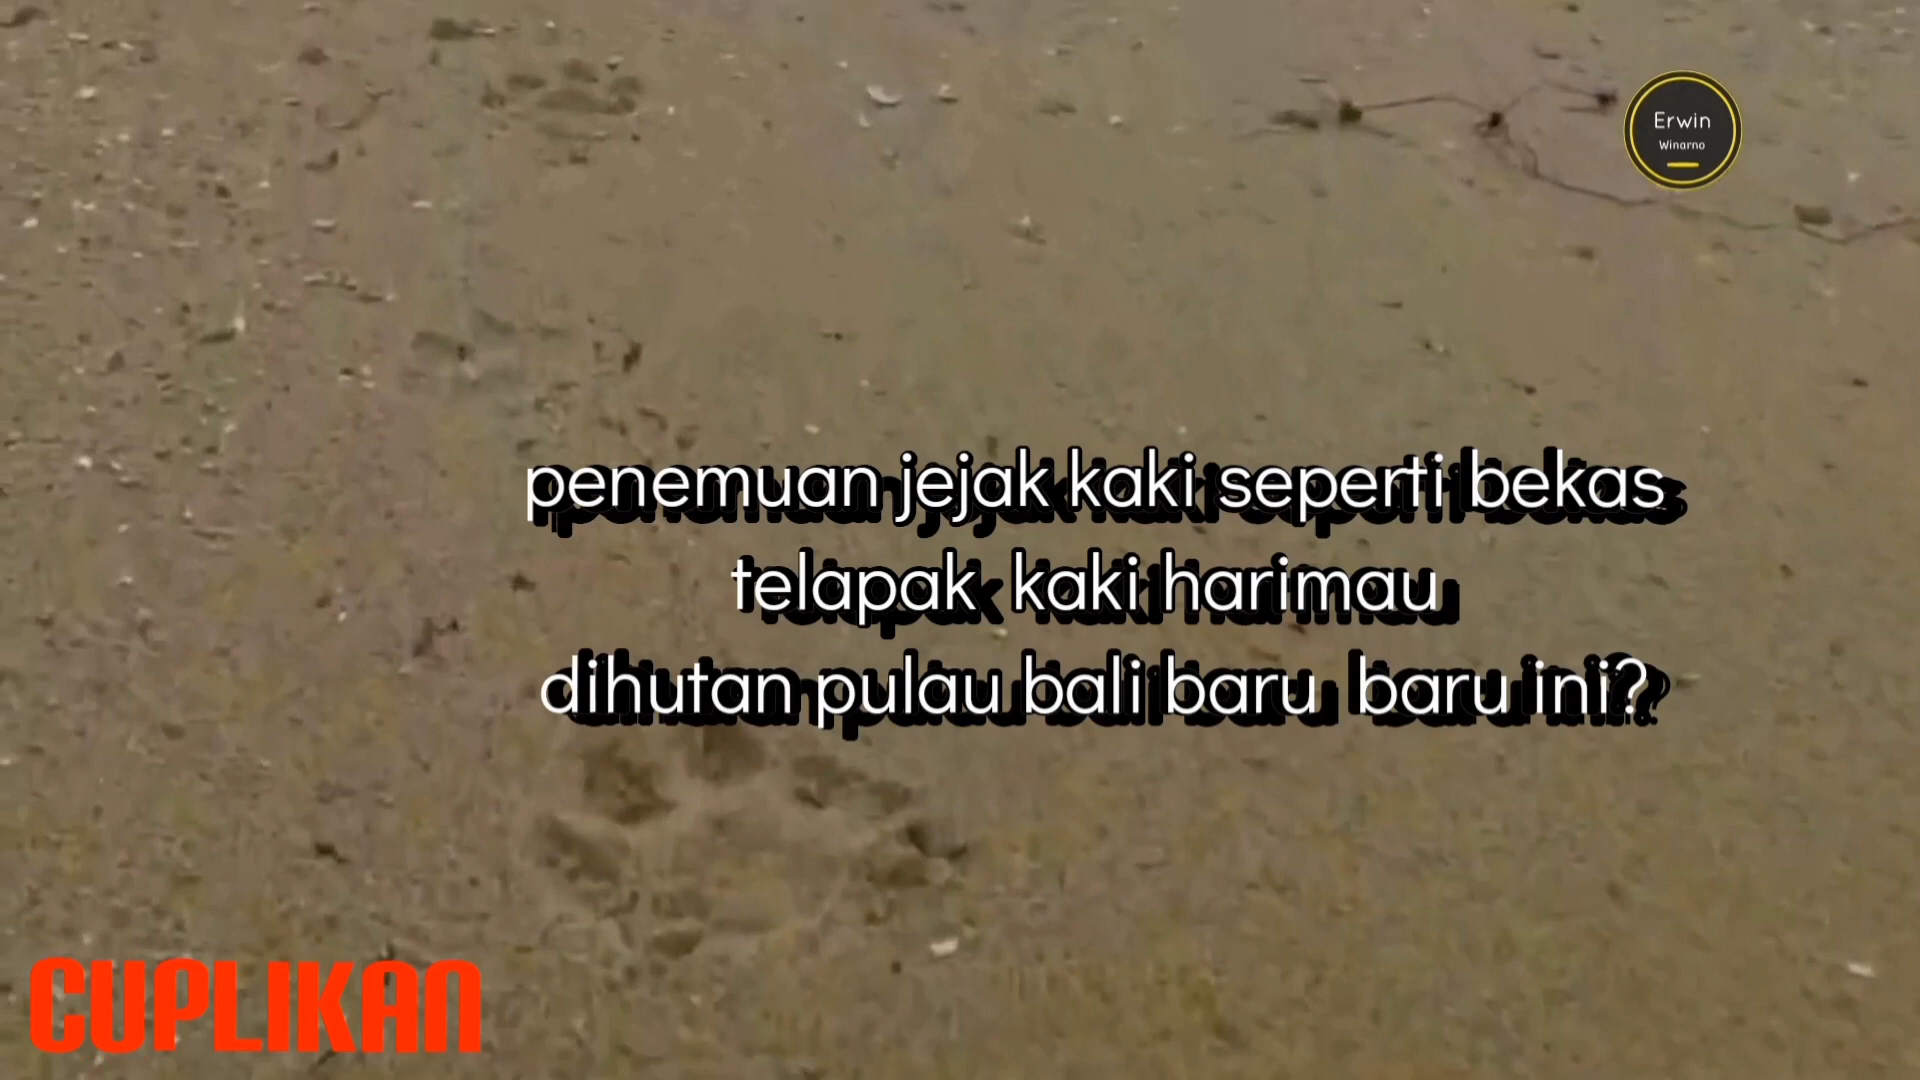 Erwin
Winarno
penemuan jejak kaki seperti bekas
telapak kaki harimau
dihutan pulau bali baru baru ini?
CUPLIKAN